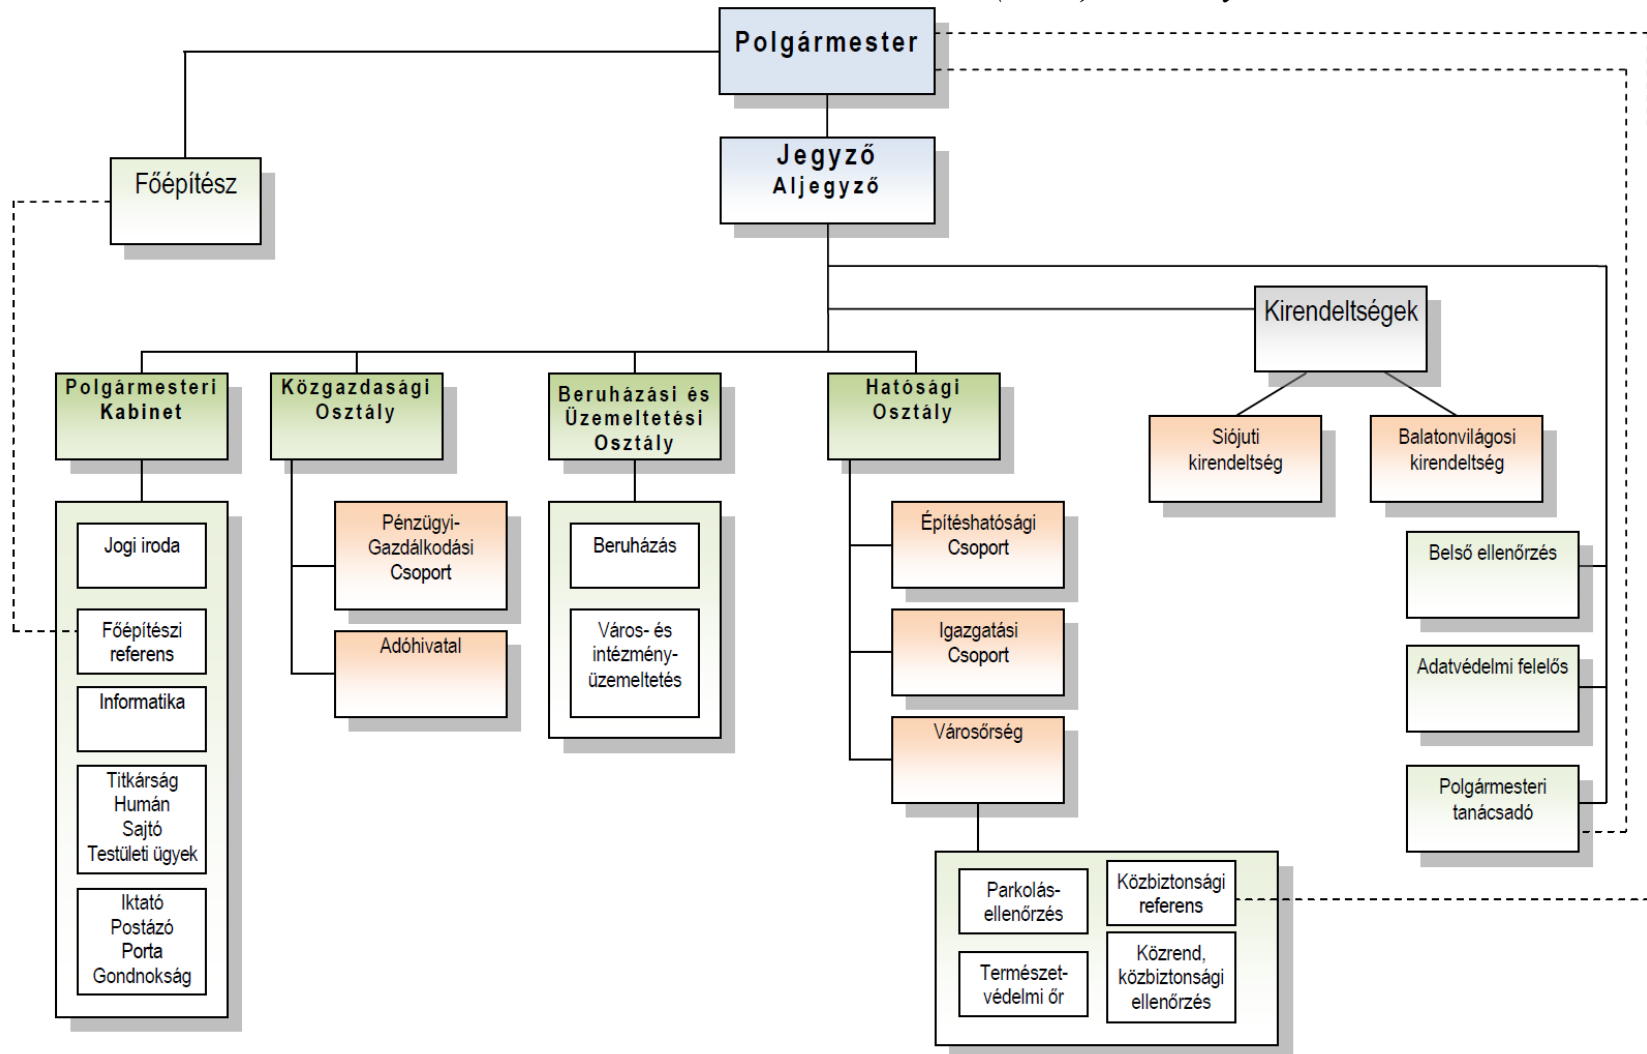 Polgármester
Jegyző
Aljegyző
Főépítész
Kirendeltségek
Polgármesteri
Kabinet
Közgazdasági
Osztály
Beruházási és
Üzemeltetési
Osztály
Hatósági
Osztály
Siójuti
kirendeltség
Balatonvilágosi
kirendeltség
Jogi iroda
Főépítészi
referens
Informatika
Titkárság
Humán
Sajtó
Testületi ügyek
Iktató
Postázó
Porta
Gondnokság
Pénzügyi-
Gazdálkodási
Csoport
Adóhivatal
Beruházás
Város- és
intézmény-
üzemeltetés
Építéshatósági
Csoport
Igazgatási
Csoport
Városőrség
Parkolás-
ellenőrzés
Közbiztonsági
referens
Természet-
védelmi őr
Közrend,
közbiztonsági
ellenőrzés
Belső ellenőrzés
Adatvédelmi felelős
Polgármesteri
tanácsadó